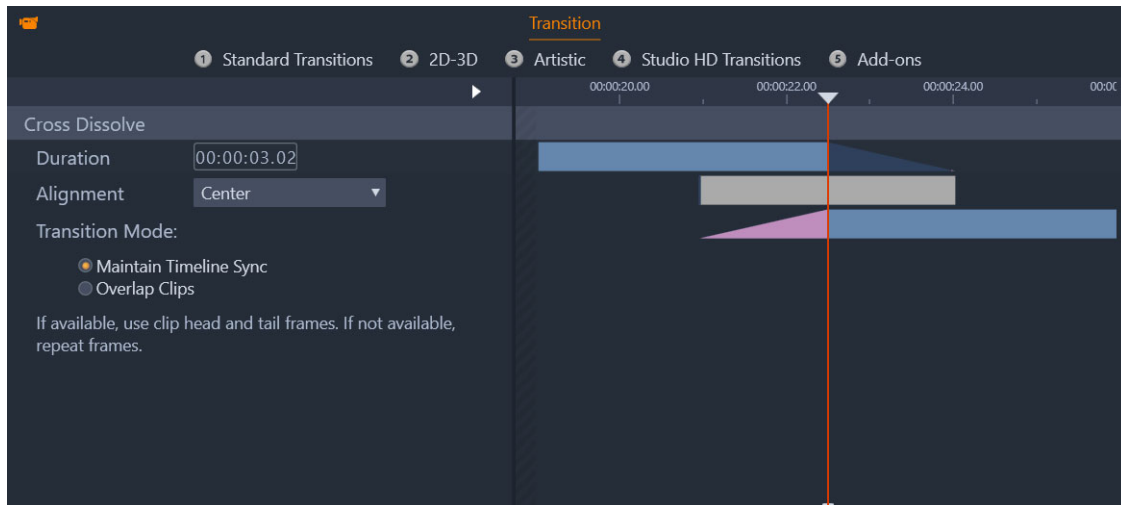 Transition
1 Standard Transitions 2 2D-3D 3 Artistic 4 Studio HD Transitions 5 Add-ons
00:00:20.00 00:00:22.00 00:00:24.00 00:00
Cross Dissolve
Duration 00:00:03.02
Alignment Center
Transition Mode:
Maintain Timeline Sync
Overlap Clips
If available, use clip head and tail frames. If not available,
repeat frames.